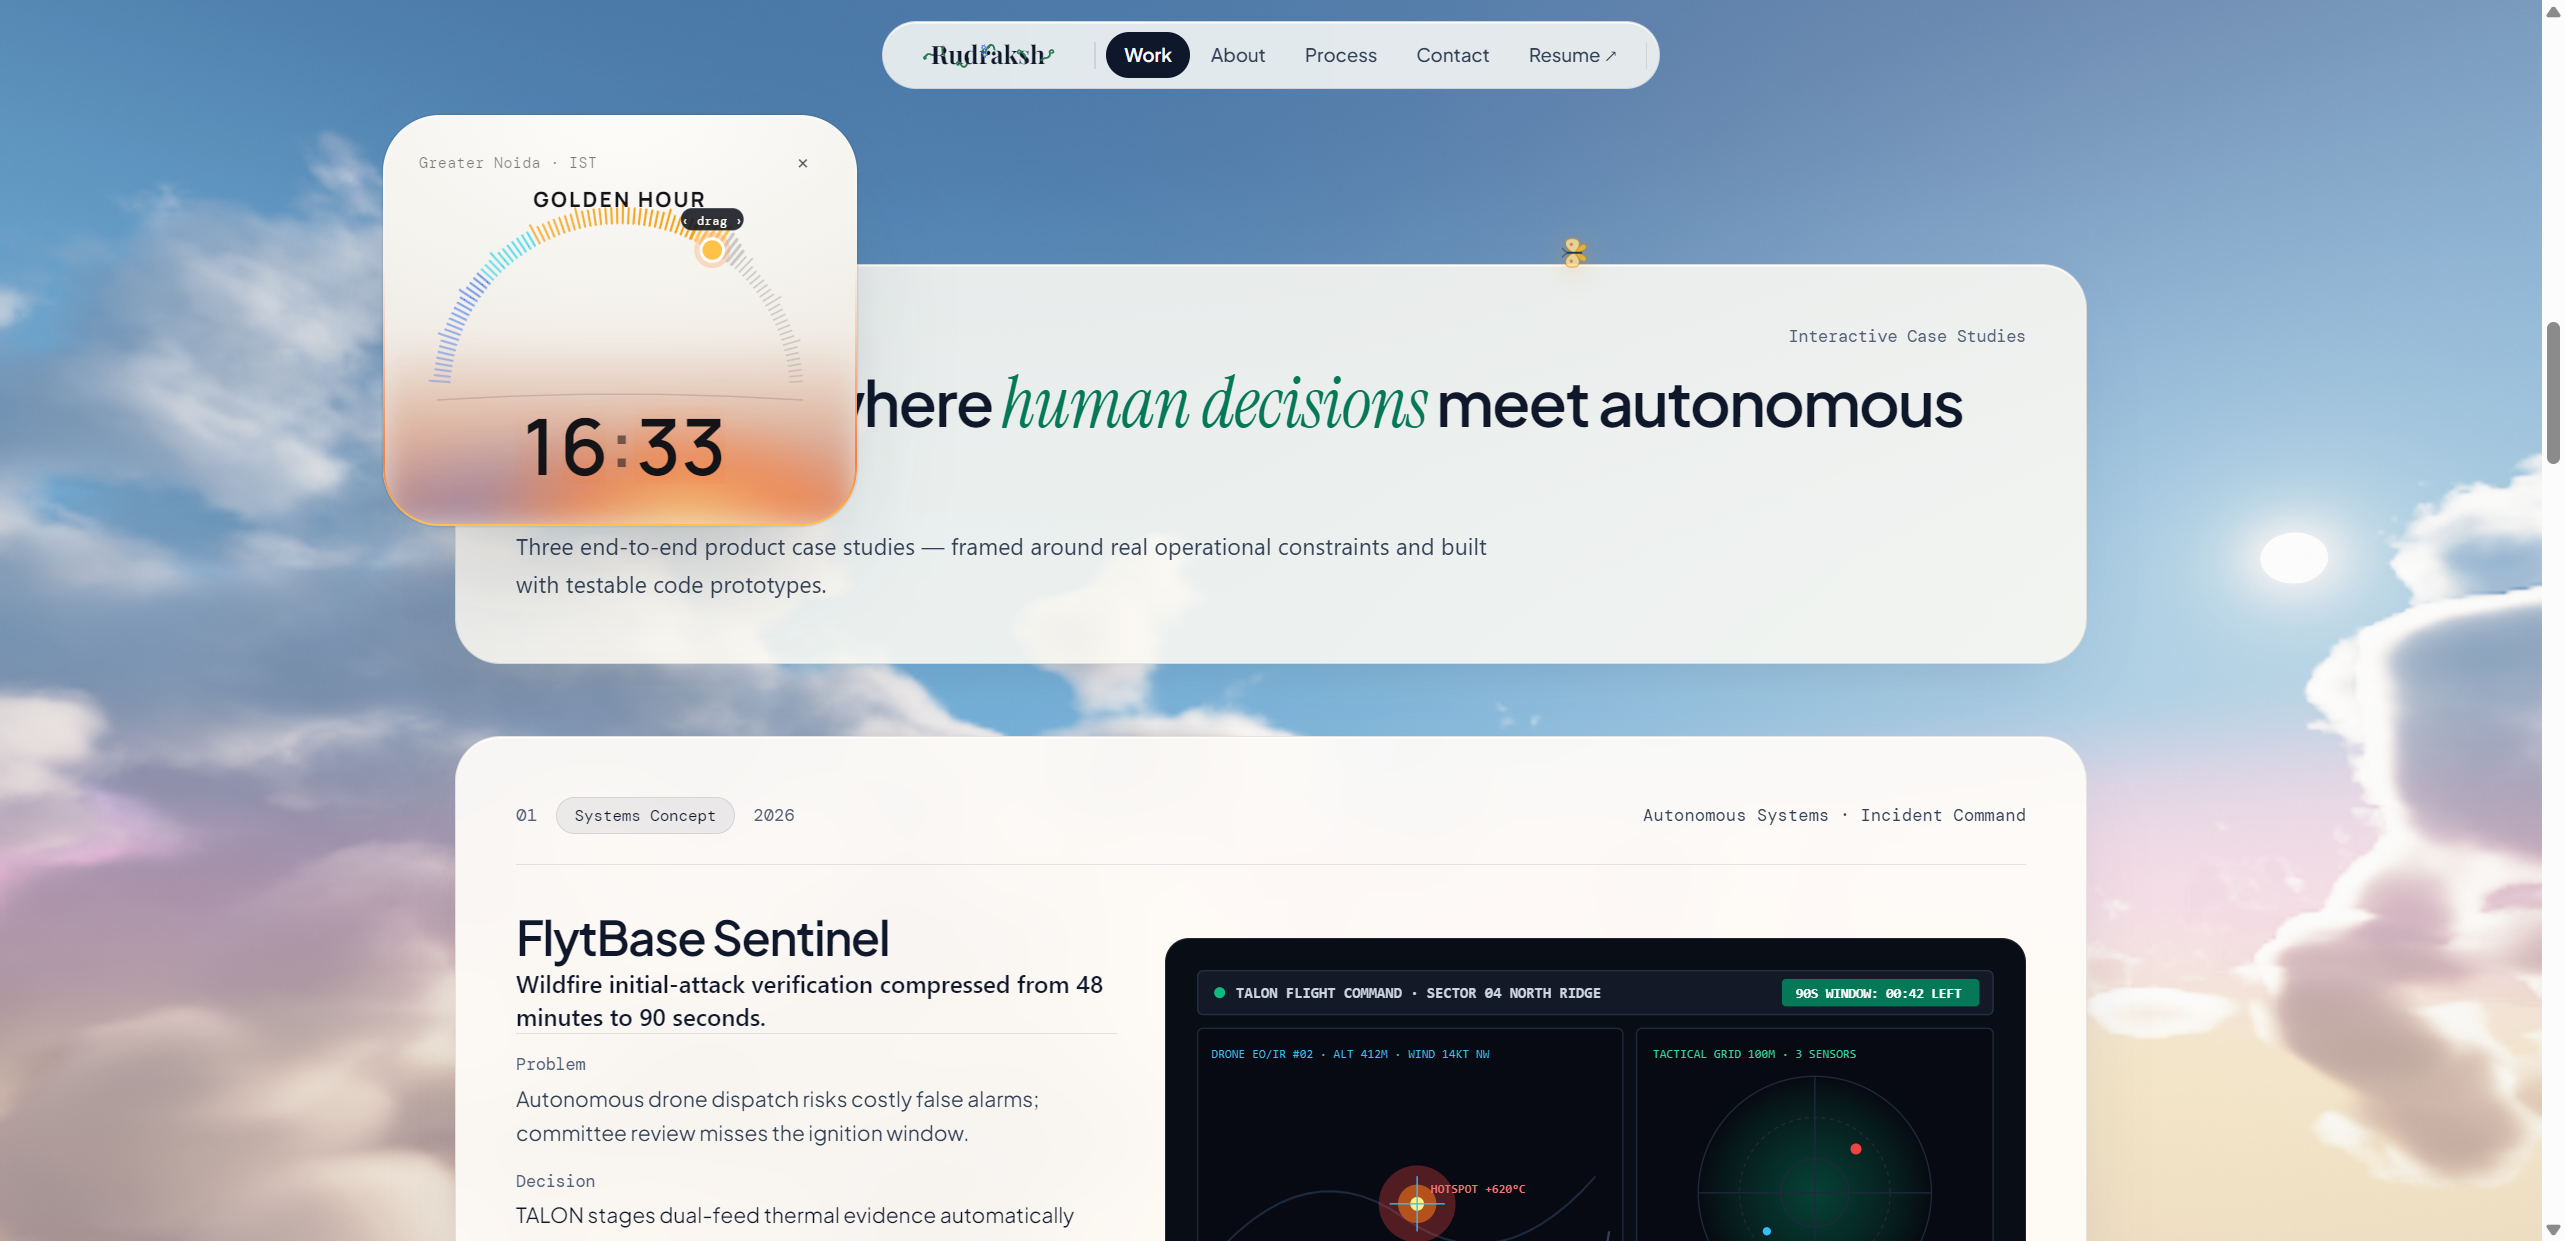 Rudraksh
Work
About
Process
Contact
Resume ↗
Greater Noida · IST
×
GOLDEN HOUR
‹ drag ›
16:33
Interactive Case Studies
here human decisions meet autonomous
Three end-to-end product case studies — framed around real operational constraints and built
with testable code prototypes.
01
Systems Concept
2026
Autonomous Systems · Incident Command
FlytBase Sentinel
Wildfire initial-attack verification compressed from 48
minutes to 90 seconds.
Problem
Autonomous drone dispatch risks costly false alarms;
committee review misses the ignition window.
Decision
TALON stages dual-feed thermal evidence automatically
TALON FLIGHT COMMAND · SECTOR 04 NORTH RIDGE
90S WINDOW: 00:42 LEFT
DRONE EO/IR #02 · ALT 412M · WIND 14KT NW
HOTSPOT +620°C
TACTICAL GRID 100M · 3 SENSORS